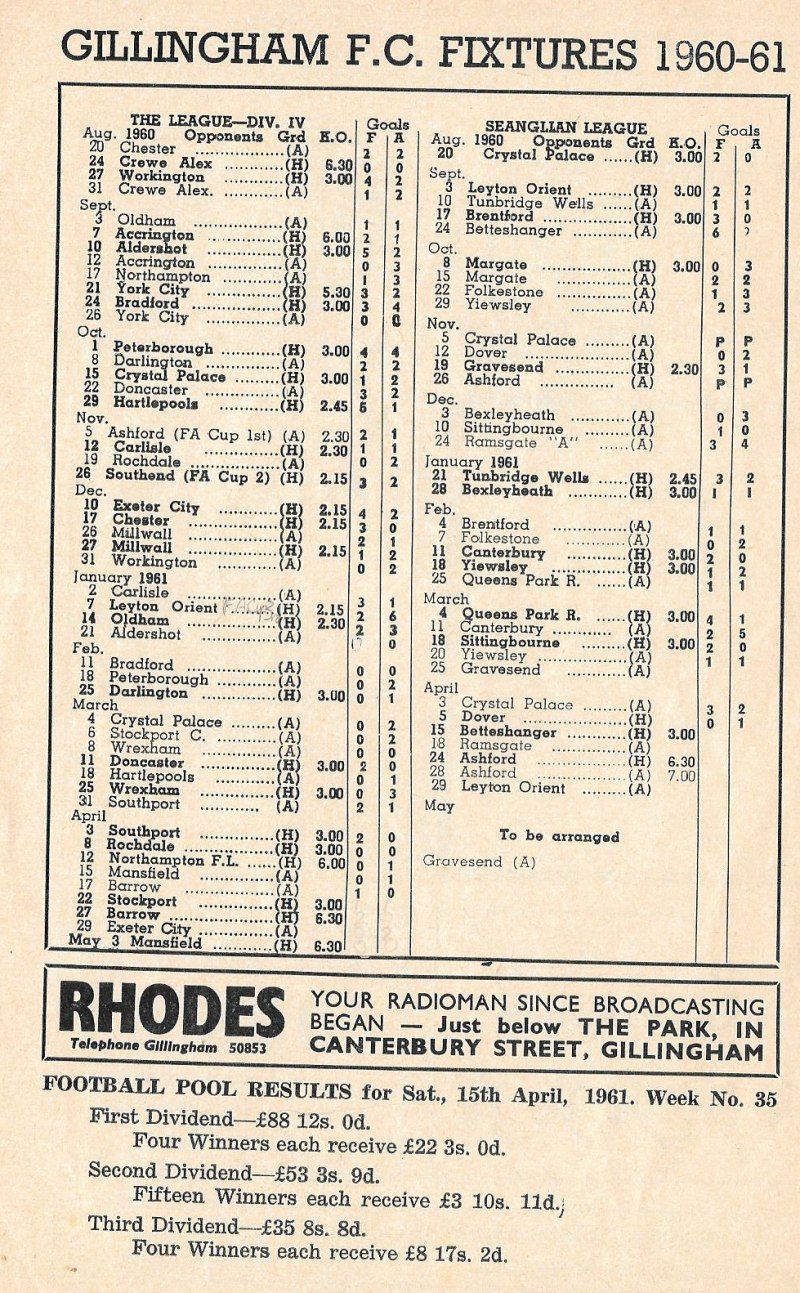 GILLINGHAM F.C. FIXTURES 1960-61
THE LEAGUE—DIV. IV Goals
Aug. 1960 Opponents Grd K.O. F A
20 Chester (A) 2 2
24 Crewe Alex (H) 6.30 0 0
27 Workington (H) 3.00 4 2
31 Crewe Alex. (A) 1 2
Sept.
3 Oldham (A) 1 1
7 Accrington (H) 6.00 2 1
10 Aldershot (H) 3.00 5 2
12 Accrington (A) 0 3
17 Northampton (A) 1 3
21 York City (H) 5.30 3 2
24 Bradford (H) 3.00 3 4
26 York City (A) 0 0
Oct.
1 Peterborough (H) 3.00 4 4
8 Darlington (A) 2 2
15 Crystal Palace (H) 3.00 1 2
22 Doncaster (A) 3 2
29 Hartlepools (H) 2.45 1
Nov.
5 Ashford (FA Cup 1st) (A) 2.30 2 1
12 Carlisle (H) 2.30 1 1
19 Rochdale (A) 0 2
26 Southend (FA Cup 2) (H) 2.15 3 2
Dec.
10 Exeter City (H) 2.15 4 2
17 Chester (H) 2.15 3 0
26 Millwall (A) 2 1
27 Millwall (H) 2.15 1 2
31 Workington (A) 0 2
January 1961
2 Carlisle (A) 3 1
7 Leyton Orient F.A.Cup (H) 2.15 2 6
14 Oldham (H) 2.30 2 3
21 Aldershot (A) 0
Feb.
11 Bradford (A) 0 0
18 Peterborough (A) 0 2
25 Darlington (H) 3.00 0 1
March
4 Crystal Palace (A) 0 2
6 Stockport C. (A) 0 2
8 Wrexham (A) 0 0
11 Doncaster (H) 3.00 2 0
18 Hartlepools (A) 0 1
25 Wrexham (H) 3.00 0 3
31 Southport (A) 2 1
April
3 Southport (H) 3.00 2 0
8 Rochdale (H) 3.00 0 0
12 Northampton F.L. (H) 6.00 0 1
15 Mansfield (A) 0 1
17 Barrow (A) 1 0
22 Stockport (H) 3.00
27 Barrow (H) 6.30
29 Exeter City (A)
May 3 Mansfield (H) 6.30
SEANGLIAN LEAGUE Goals
Aug. 1960 Opponents Grd K.O. F A
20 Crystal Palace (H) 3.00 2 0
Sept.
3 Leyton Orient (H) 3.00 2 2
10 Tunbridge Wells (A) 1 1
17 Brentford (H) 3.00 3 0
24 Betteshanger (A) 6 ?
Oct.
8 Margate (H) 3.00 0 3
15 Margate (A) 2 2
22 Folkestone (A) 1 3
29 Yiewsley (A) 2 3
Nov.
5 Crystal Palace (A) P P
12 Dover (A) 0 2
19 Gravesend (H) 2.30 3 1
26 Ashford (A) P P
Dec.
3 Bexleyheath (A) 0 3
10 Sittingbourne (A) 1 0
24 Ramsgate "A" (A) 3 4
January 1961
21 Tunbridge Wells (H) 2.45 3 2
28 Bexleyheath (H) 3.00 1 1
Feb.
4 Brentford (A) 1 1
7 Folkestone (A) 0 2
11 Canterbury (H) 3.00 2 0
18 Yiewsley (H) 3.00 1 2
25 Queens Park R. (A) 1 1
March
4 Queens Park R. (H) 3.00 4 1
11 Canterbury (A) 2 5
18 Sittingbourne (H) 3.00 2 0
20 Yiewsley (A) 1 1
25 Gravesend (A)
April
3 Crystal Palace (A) 3 2
5 Dover (H) 0 1
15 Betteshanger (H) 3.00
18 Ramsgate (A)
24 Ashford (H) 6.30
28 Ashford (A) 7.00
29 Leyton Orient (A)
May
To be arranged
Gravesend (A)
RHODES
Telephone Gillingham 50853
YOUR RADIOMAN SINCE BROADCASTING
BEGAN — Just below THE PARK, IN
CANTERBURY STREET, GILLINGHAM
FOOTBALL POOL RESULTS for Sat., 15th April, 1961. Week No. 35
First Dividend—£88 12s. 0d.
Four Winners each receive £22 3s. 0d.
Second Dividend—£53 3s. 9d.
Fifteen Winners each receive £3 10s. 11d.
Third Dividend—£35 8s. 8d.
Four Winners each receive £8 17s. 2d.